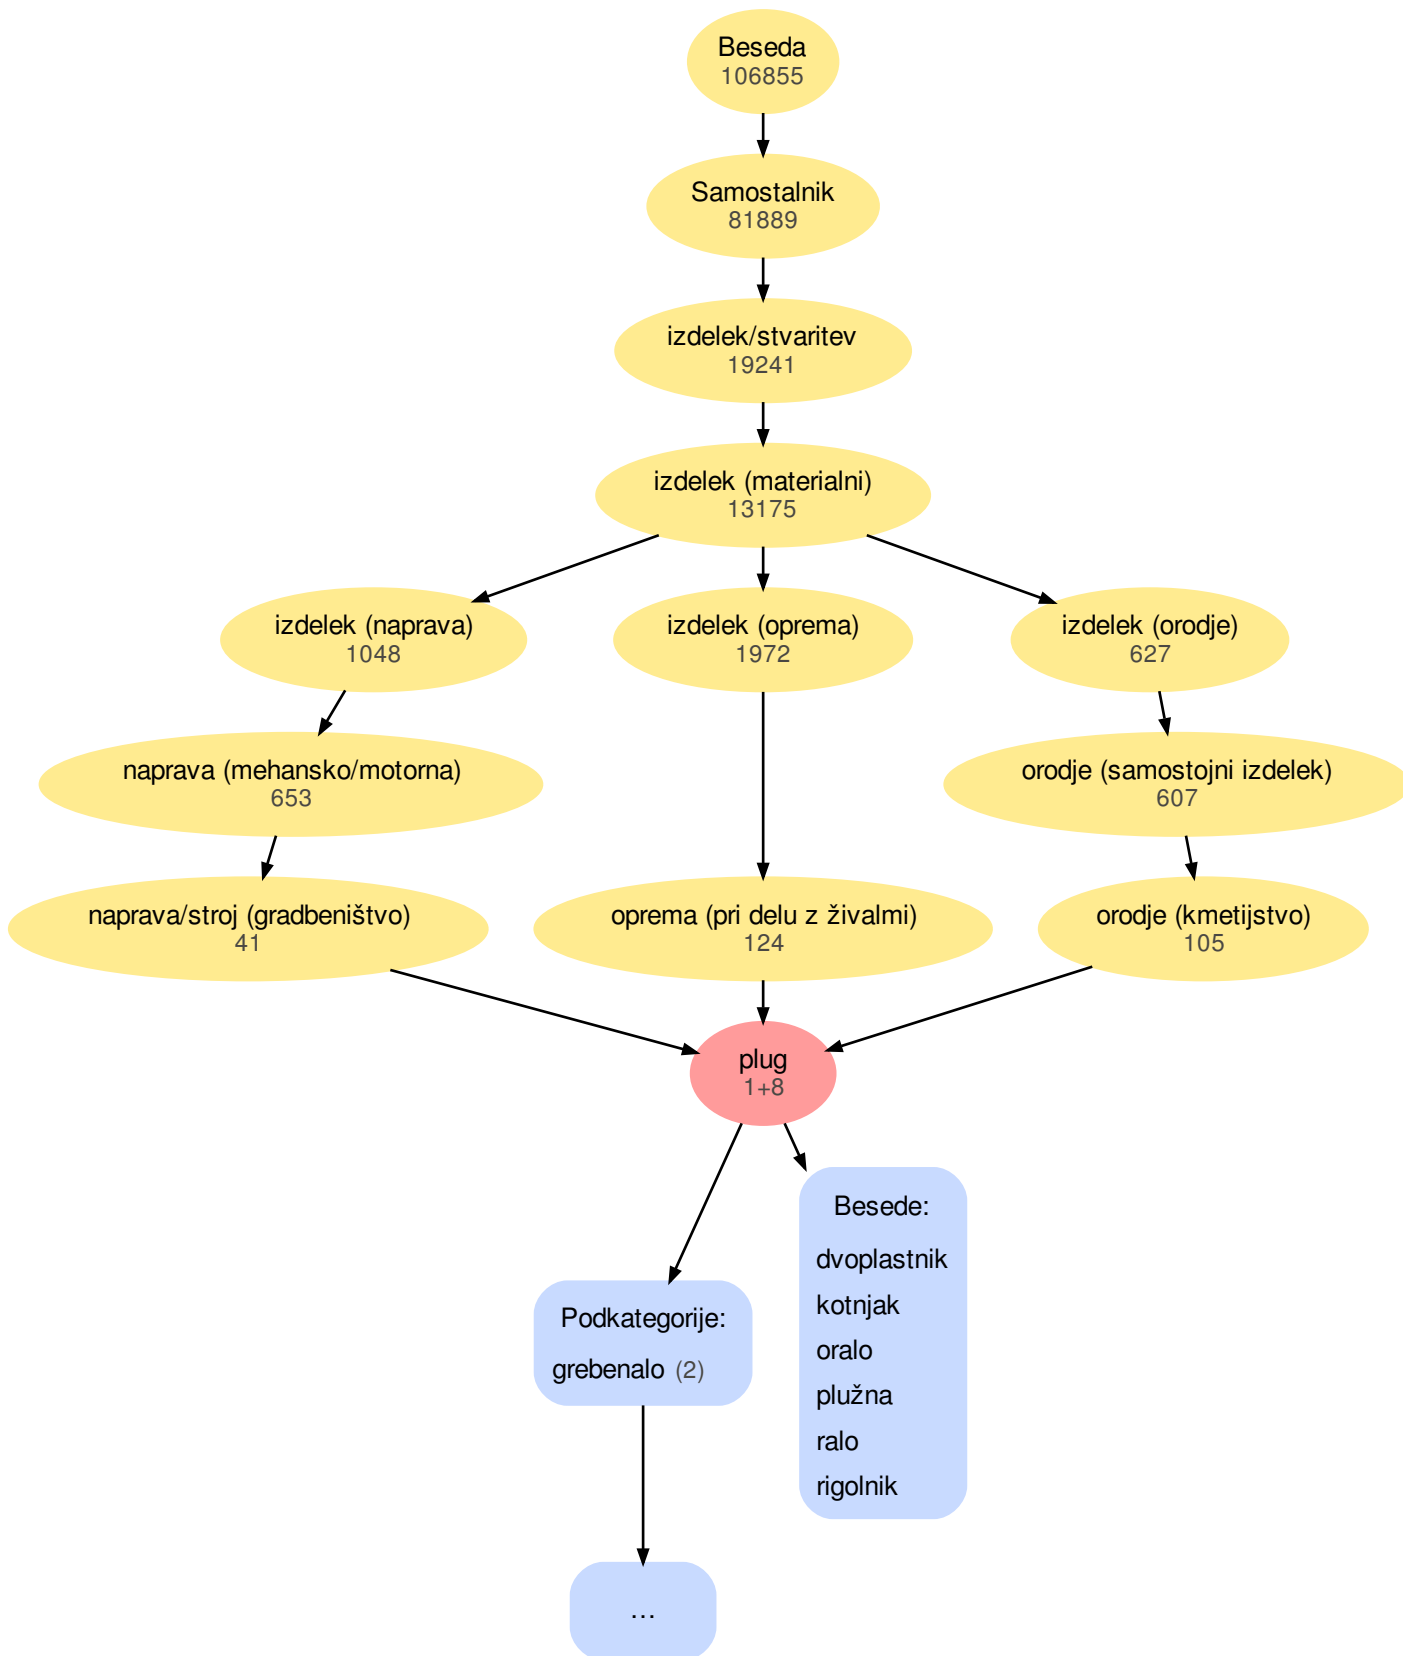 Beseda
106855
Samostalnik
81889
izdelek/stvaritev
19241
izdelek (materialni)
13175
izdelek (naprava)
1048
izdelek (oprema)
1972
izdelek (orodje)
627
naprava (mehansko/motorna)
653
orodje (samostojni izdelek)
607
naprava/stroj (gradbeništvo)
41
oprema (pri delu z živalmi)
124
orodje (kmetijstvo)
105
plug
1+8
Besede:
dvoplastnik
kotnjak
oralo
plužna
ralo
rigolnik
Podkategorije:
grebenalo (2)
...